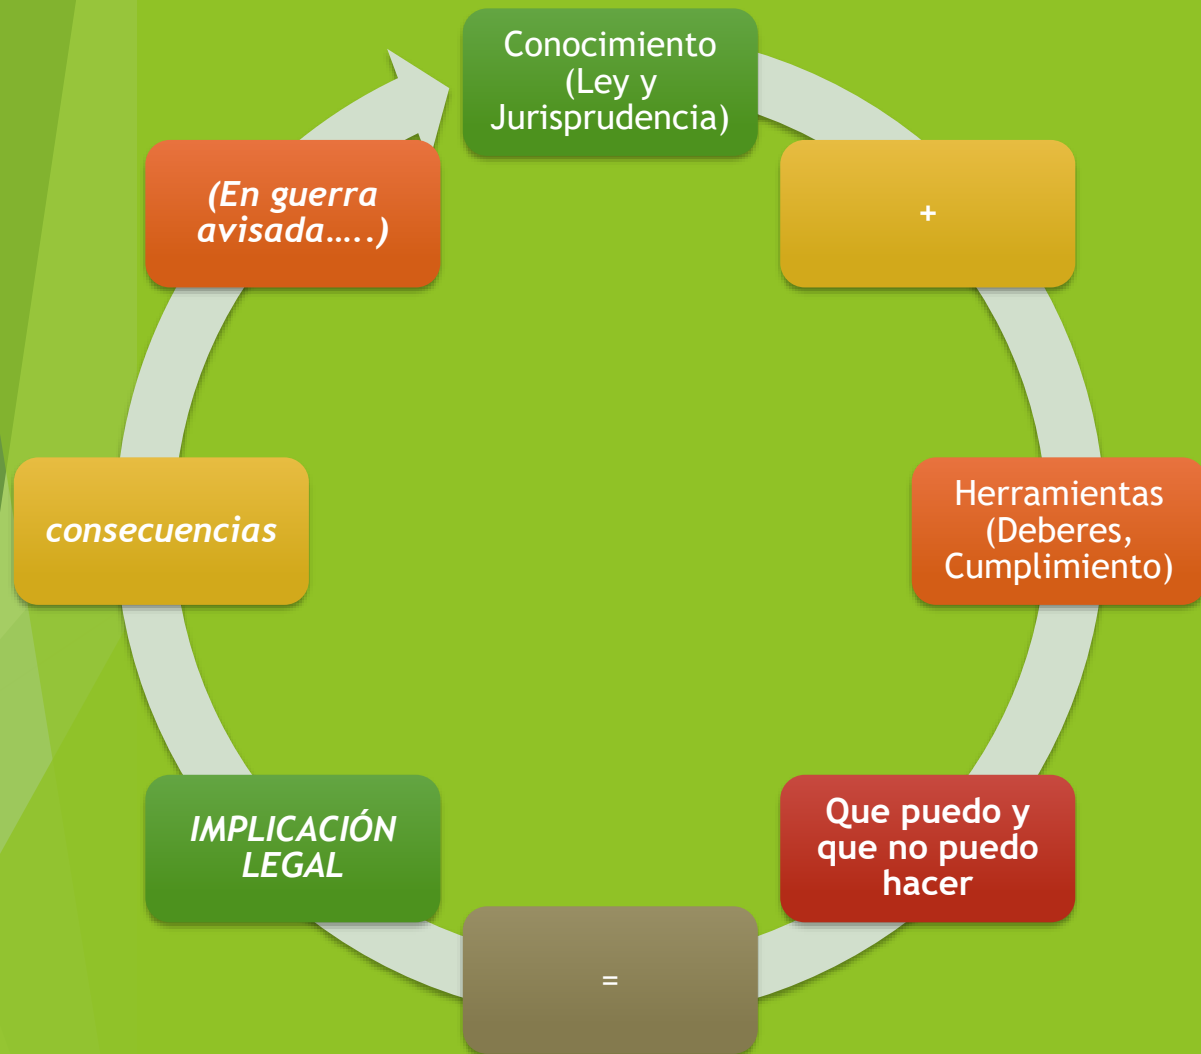 Conocimiento
(Ley y
Jurisprudencia)
+
Herramientas
(Deberes,
Cumplimiento)
Que puedo y
que no puedo
hacer
=
IMPLICACIÓN
LEGAL
consecuencias
(En guerra
avisada…..)